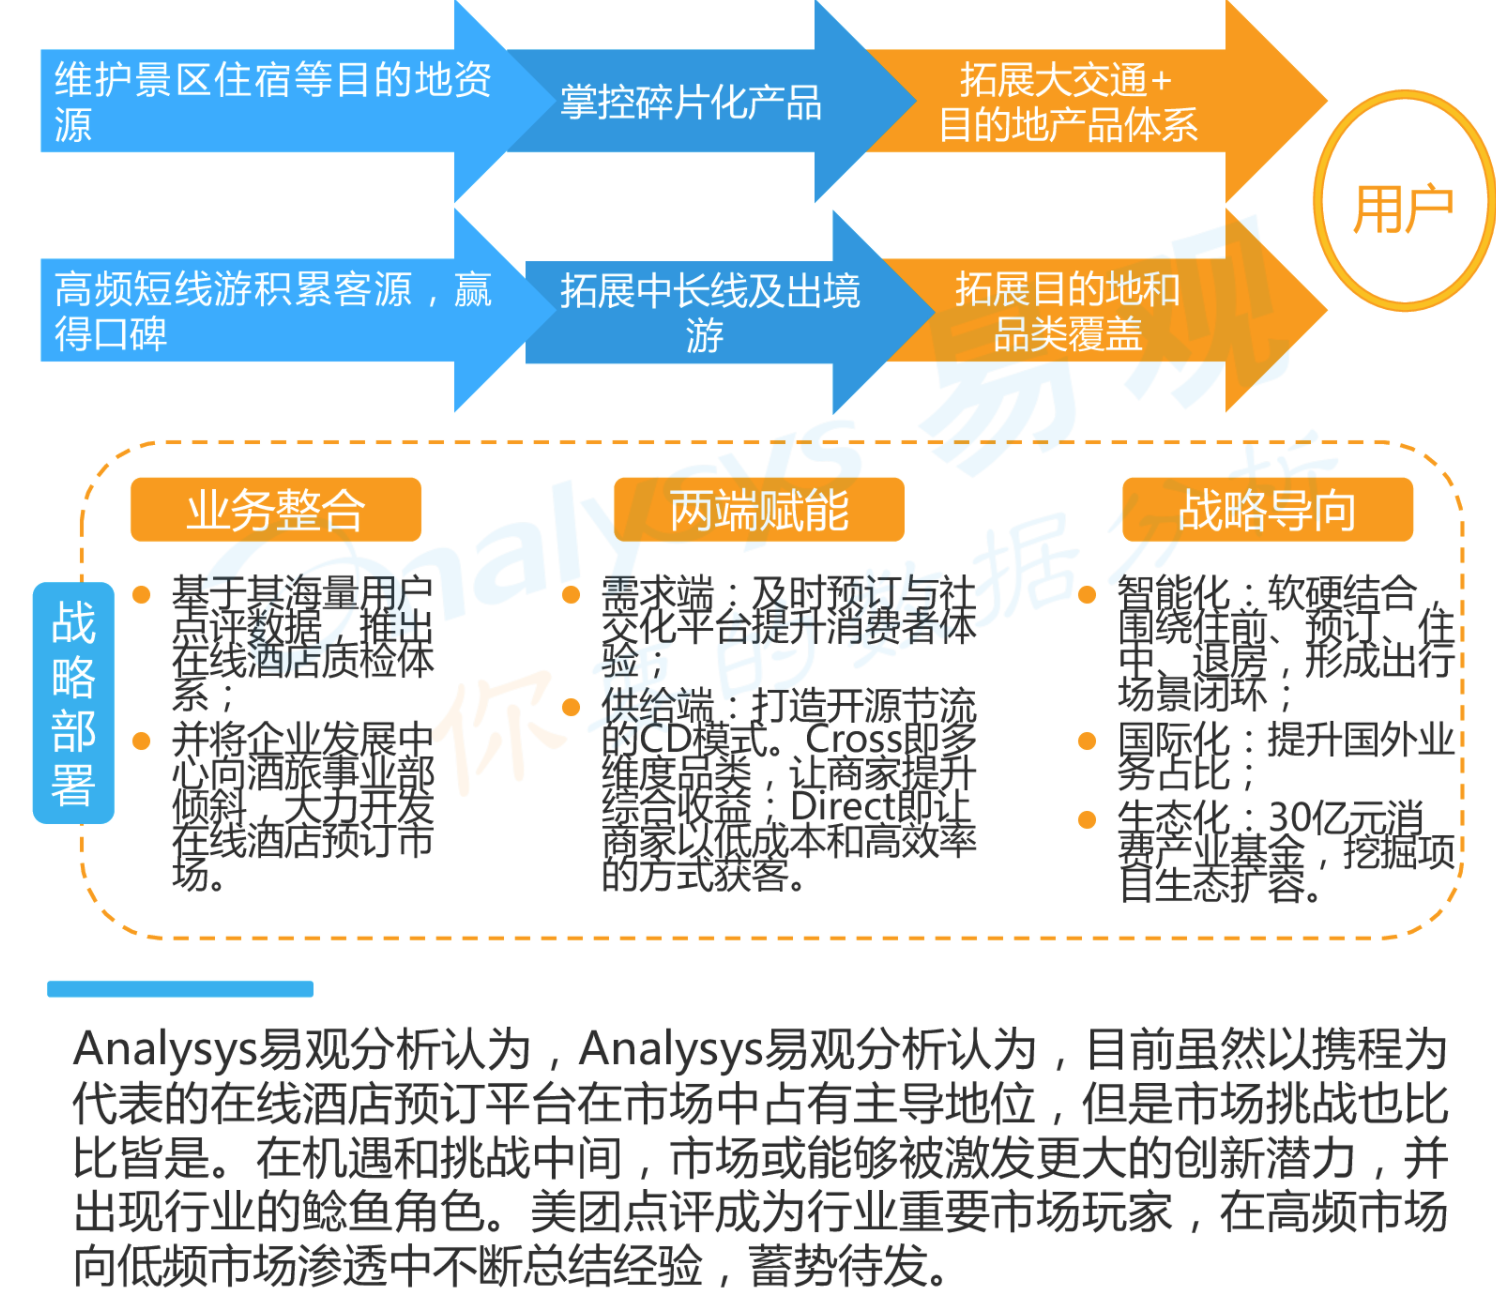 维护景区住宿等目的地资
源
掌控碎片化产品
拓展大交通+
目的地产品体系
用户
高频短线游积累客源，赢
得口碑
拓展中长线及出境
游
拓展目的地和
品类覆盖
战
略
部
署
业务整合
基于其海量用户
点评数据，推出
在线酒店质检体
系；
并将企业发展中
心向酒旅事业部
倾斜，大力开发
在线酒店预订市
场。
两端赋能
需求端：及时预订与社
交化平台提升消费者体
验；
供给端：打造开源节流
的CD模式。Cross即多
维度品类，让商家提升
综合收益；Direct即让
商家以低成本和高效率
的方式获客。
战略导向
智能化：软硬结合，
围绕住前、预订、住
中、退房，形成出行
场景闭环；
国际化：提升国外业
务占比；
生态化：30亿元消
费产业基金，挖掘项
目生态扩容。
Analysys易观分析认为，Analysys易观分析认为，目前虽然以携程为
代表的在线酒店预订平台在市场中占有主导地位，但是市场挑战也比
比皆是。在机遇和挑战中间，市场或能够被激发更大的创新潜力，并
出现行业的鲶鱼角色。美团点评成为行业重要市场玩家，在高频市场
向低频市场渗透中不断总结经验，蓄势待发。
Analysys 易观
你要的数据分析